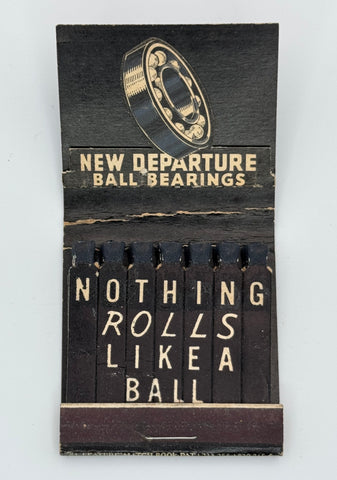 NEW DEPARTURE
BALL BEARINGS
NOTHING
ROLLS
LIKE A
BALL